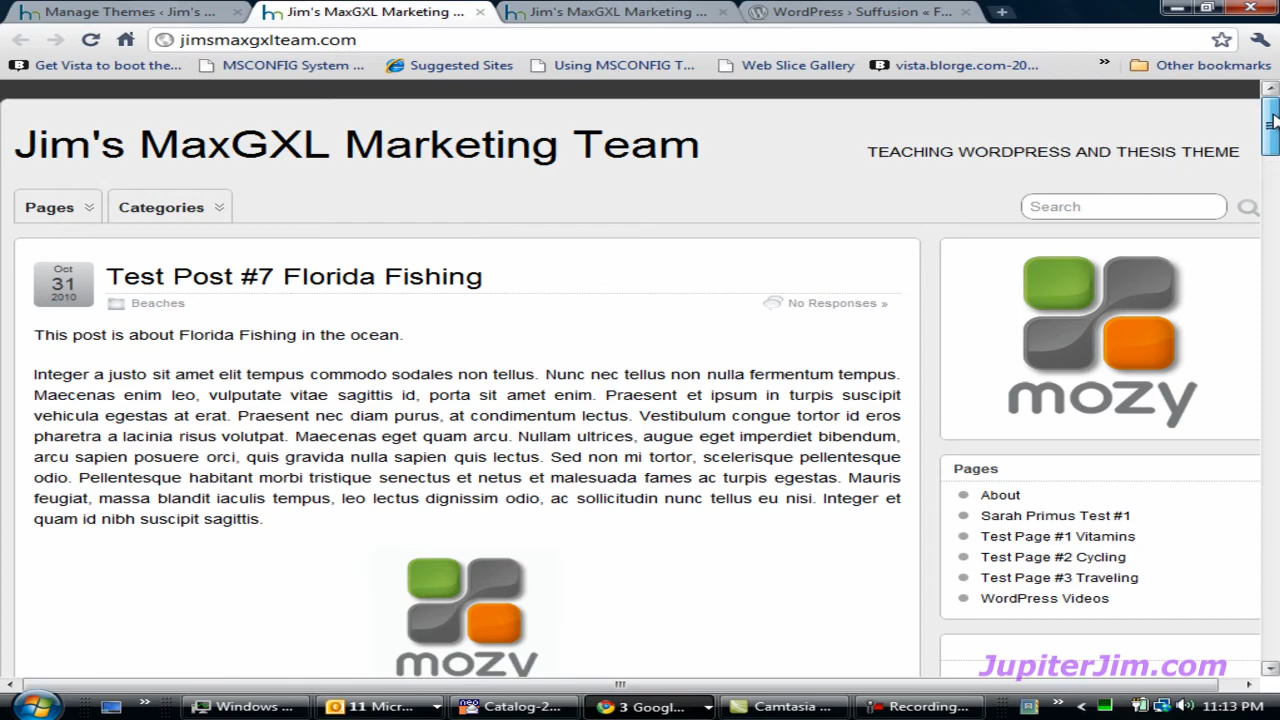 Manage Themes ‹ Jim's ...
Jim's MaxGXL Marketing ...
Jim's MaxGXL Marketing ...
WordPress › Suffusion « F...
jimsmaxgxlteam.com
Get Vista to boot the...
MSCONFIG System ...
Suggested Sites
Using MSCONFIG T...
Web Slice Gallery
vista.blorge.com-20...
Other bookmarks
Jim's MaxGXL Marketing Team
TEACHING WORDPRESS AND THESIS THEME
Pages
Categories
Search
Oct
31
2010
Test Post #7 Florida Fishing
Beaches
No Responses »
This post is about Florida Fishing in the ocean.
Integer a justo sit amet elit tempus commodo sodales non tellus. Nunc nec tellus non nulla fermentum tempus.
Maecenas enim leo, vulputate vitae sagittis id, porta sit amet enim. Praesent et ipsum in turpis suscipit
vehicula egestas at erat. Praesent nec diam purus, at condimentum lectus. Vestibulum congue tortor id eros
pharetra a lacinia risus volutpat. Maecenas eget quam arcu. Nullam ultrices, augue eget imperdiet bibendum,
arcu sapien posuere orci, quis gravida nulla sapien quis lectus. Sed non mi tortor, scelerisque pellentesque
odio. Pellentesque habitant morbi tristique senectus et netus et malesuada fames ac turpis egestas. Mauris
feugiat, massa blandit iaculis tempus, leo lectus dignissim odio, ac sollicitudin nunc tellus eu nisi. Integer et
quam id nibh suscipit sagittis.
mozy
mozy
Pages
About
Sarah Primus Test #1
Test Page #1 Vitamins
Test Page #2 Cycling
Test Page #3 Traveling
WordPress Videos
JupiterJim.com
Windows ...
11 Micr...
Catalog-2...
3 Googl...
Camtasia ...
Recording...
11:13 PM